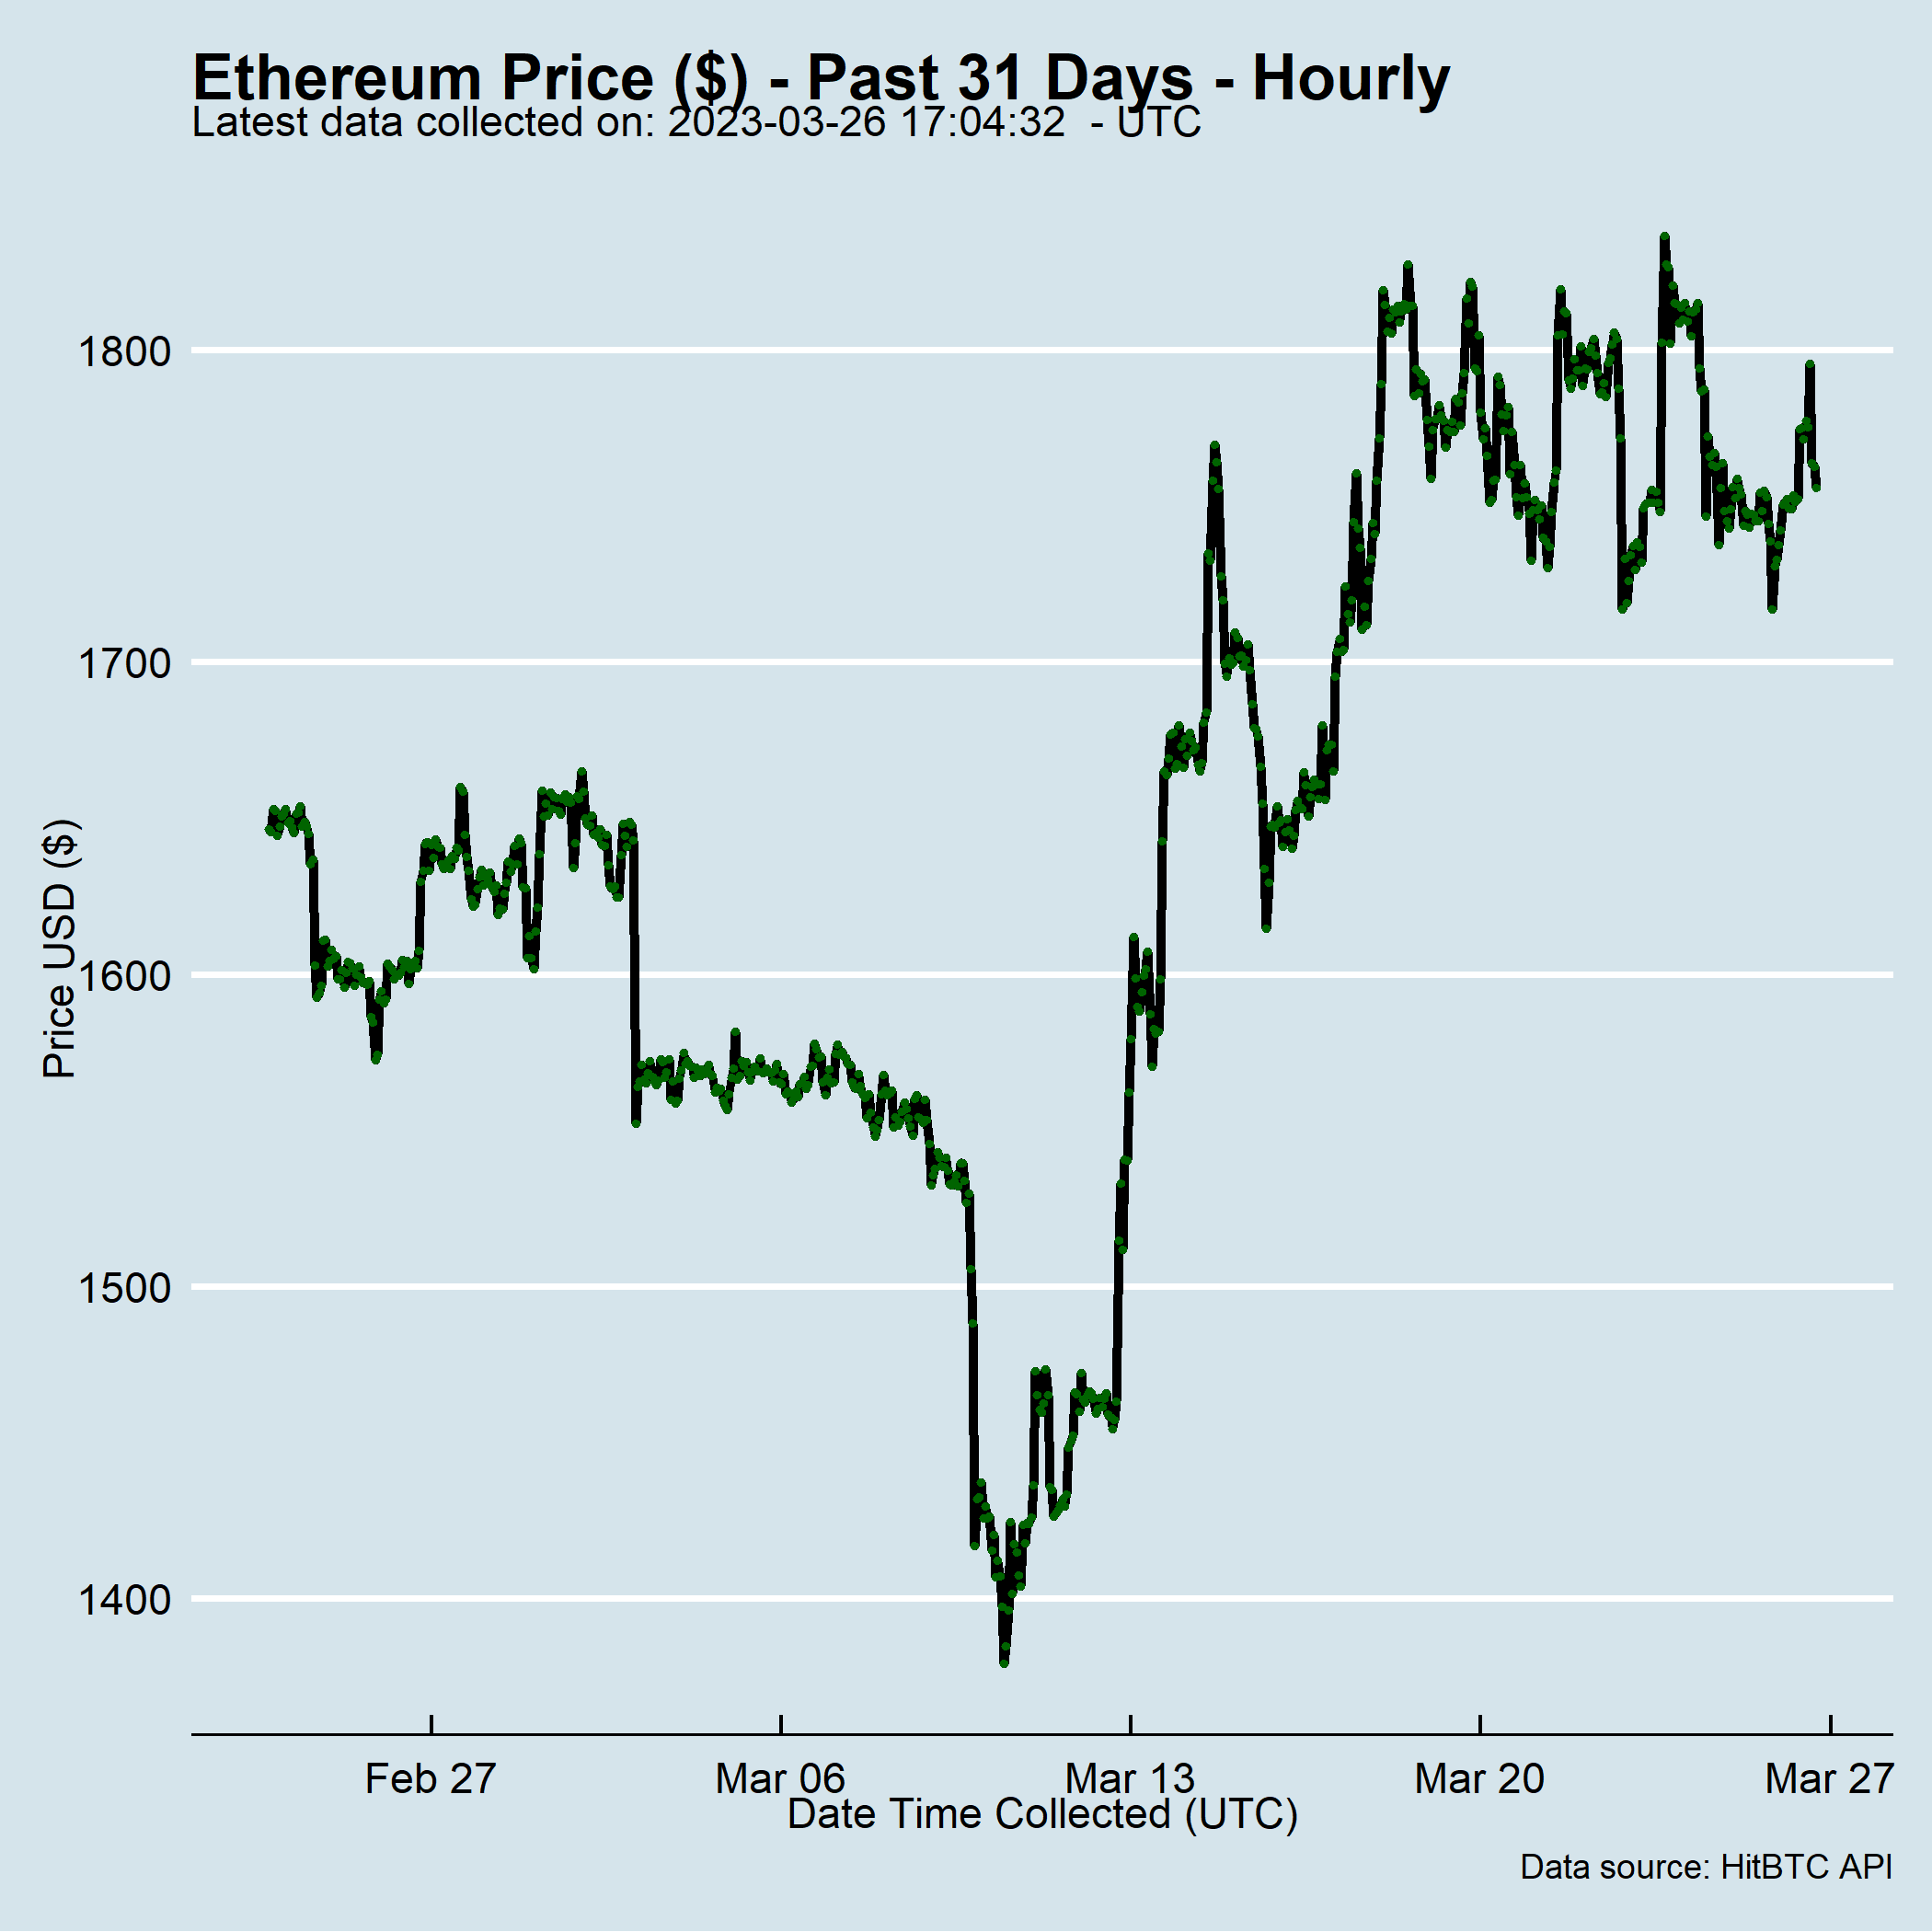 Ethereum Price ($) - Past 31 Days - Hourly
Latest data collected on: 2023-03-26 17:04:32  - UTC
1800
1700
1600
1500
1400
Price USD ($)
Feb 27 Mar 06 Mar 13 Mar 20 Mar 27
Date Time Collected (UTC)
Data source: HitBTC API